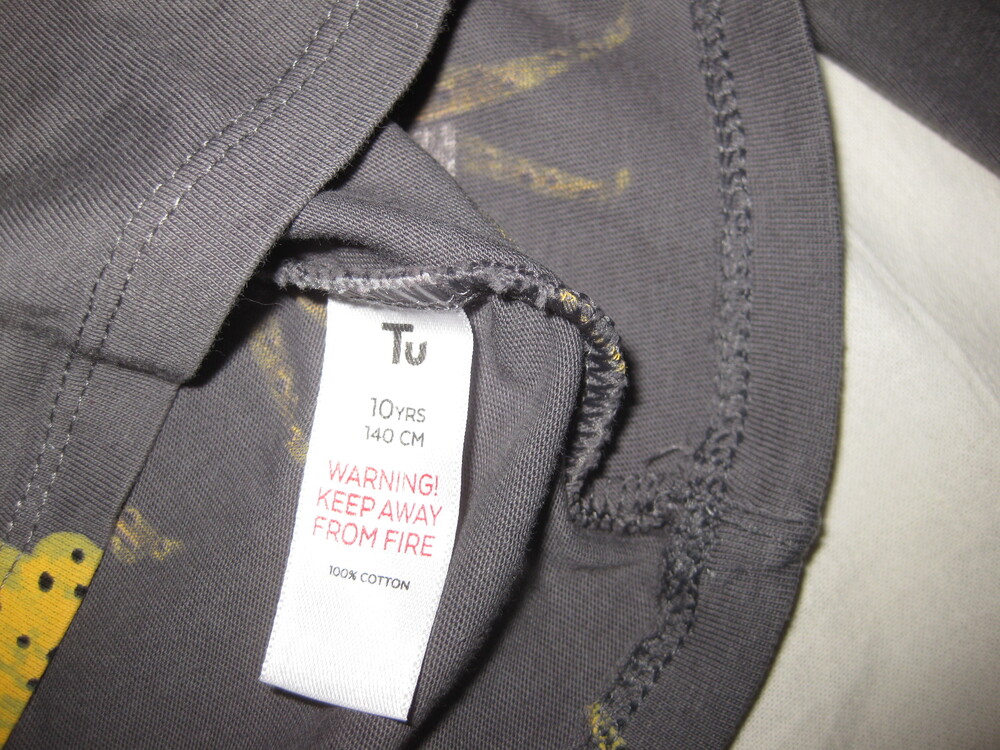 Tu
10YRS
140 CM
WARNING!
KEEP AWAY
FROM FIRE
100% COTTON